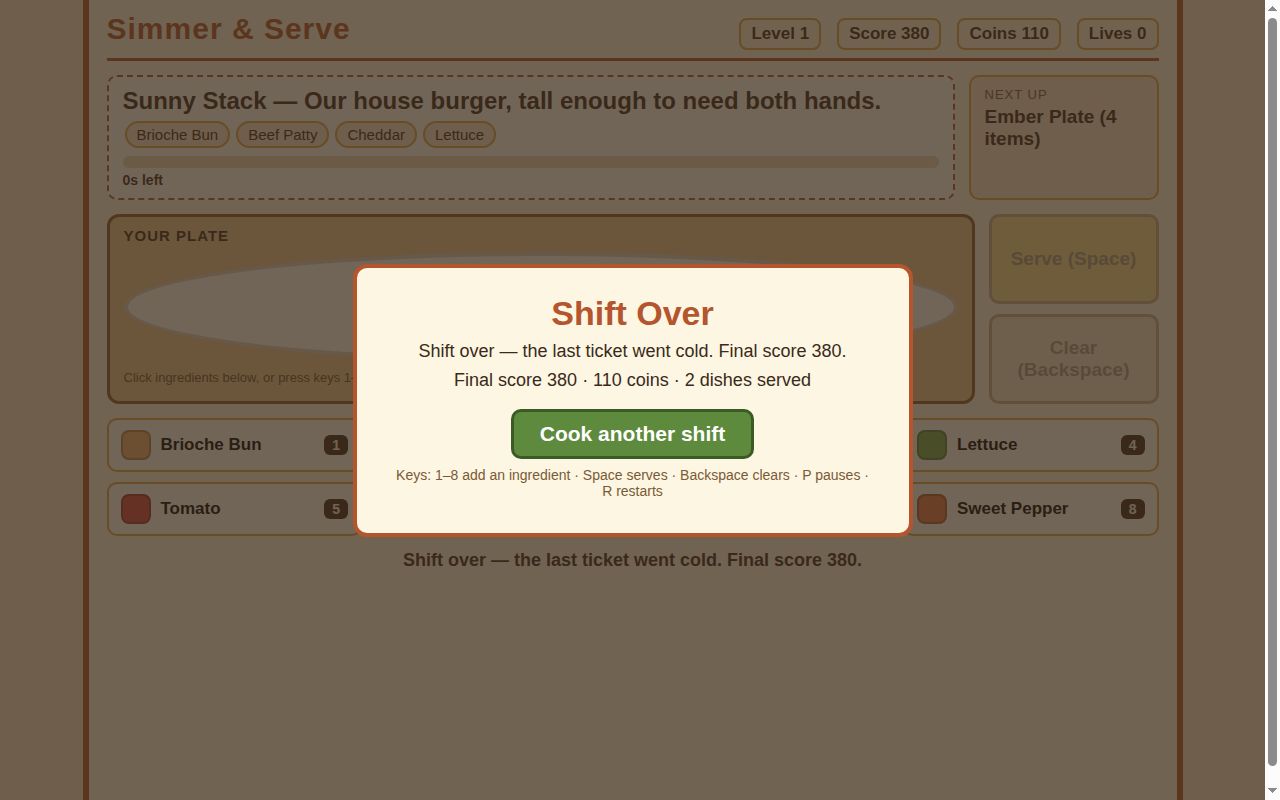 Simmer & Serve
Level 1
Score 380
Coins 110
Lives 0
Sunny Stack — Our house burger, tall enough to need both hands.
Brioche Bun
Beef Patty
Cheddar
Lettuce
0s left
NEXT UP
Ember Plate (4
items)
YOUR PLATE
Click ingredients below, or press keys 1
Serve (Space)
Clear
(Backspace)
Shift Over
Shift over — the last ticket went cold. Final score 380.
Final score 380 · 110 coins · 2 dishes served
Cook another shift
Keys: 1–8 add an ingredient · Space serves · Backspace clears · P pauses ·
R restarts
Brioche Bun 1
Lettuce 4
Tomato 5
Sweet Pepper 8
Shift over — the last ticket went cold. Final score 380.